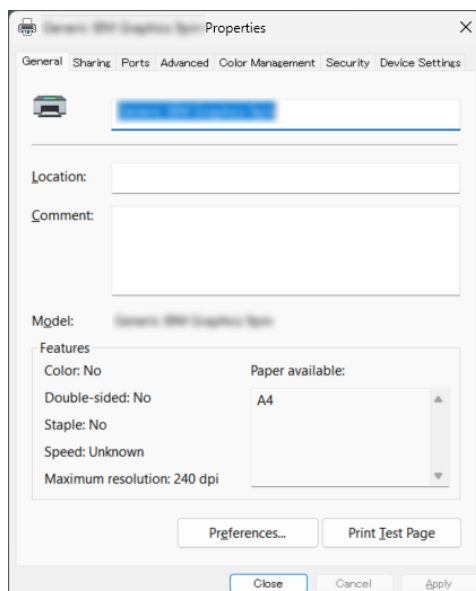 Properties
General Sharing Ports Advanced Color Management Security Device Settings
Location:
Comment:
Model:
Features
Color: No
Paper available:
Double-sided: No
A4
Staple: No
Speed: Unknown
Maximum resolution: 240 dpi
Preferences...
Print Test Page
Close
Cancel
Apply